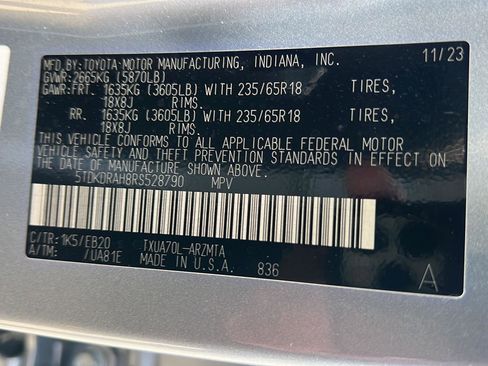 MFD.BY:TOYOTA MOTOR MANUFACTURING, INDIANA, INC. 11/23
GVWR:2665KG (5870LB)
GAWR:FRT. 1635KG (3605LB) WITH 235/65R18 TIRES,
18X8J RIMS.
RR. 1635KG (3605LB) WITH 235/65R18 TIRES,
18X8J RIMS.
THIS VEHICLE CONFORMS TO ALL APPLICABLE FEDERAL MOTOR
VEHICLE SAFETY AND THEFT PREVENTION STANDARDS IN EFFECT ON
THE DATE OF MANUFACTURE SHOWN ABOVE.
5TDKDRAH8RS528790 MPV
C/TR:1K5/EB20 TXUA70L-ARZMTA
A/TM: /UA81E MADE IN U.S.A. 836 A